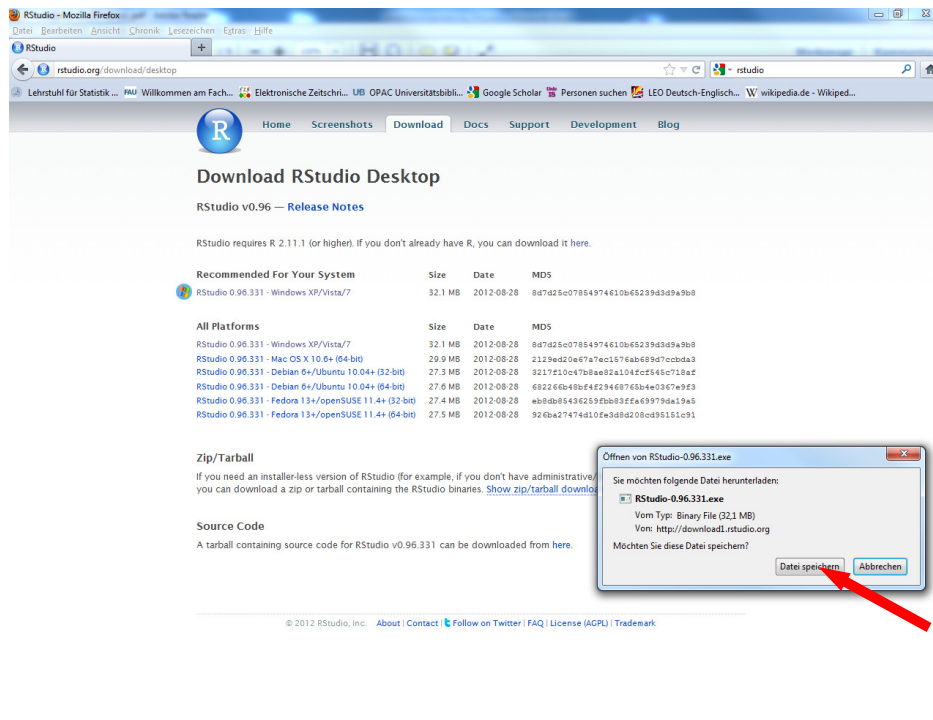 RStudio - Mozilla Firefox
Datei Bearbeiten Ansicht Chronik Lesezeichen Extras Hilfe
RStudio +
rstudio.org/download/desktop rstudio
Lehrstuhl für Statistik ... FAU Willkommen am Fach... Elektronische Zeitschri... UB OPAC Universitätsbibli... Google Scholar Personen suchen LEO Deutsch-Englisch... W wikipedia.de - Wikiped...
R Home Screenshots Download Docs Support Development Blog
Download RStudio Desktop
RStudio v0.96 — Release Notes
RStudio requires R 2.11.1 (or higher). If you don't already have R, you can download it here.
Recommended For Your System Size Date MD5
RStudio 0.96.331 - Windows XP/Vista/7 32.1 MB 2012-08-28 8d7d25c07854974610b65239d3d9a9b8
All Platforms Size Date MD5
RStudio 0.96.331 - Windows XP/Vista/7 32.1 MB 2012-08-28 8d7d25c07854974610b65239d3d9a9b8
RStudio 0.96.331 - Mac OS X 10.6+ (64-bit) 29.9 MB 2012-08-28 2129ed20e67a7ec1576ab689d7ccbda3
RStudio 0.96.331 - Debian 6+/Ubuntu 10.04+ (32-bit) 27.3 MB 2012-08-28 3217f10c47b8ae82a104fcf545c718af
RStudio 0.96.331 - Debian 6+/Ubuntu 10.04+ (64-bit) 27.6 MB 2012-08-28 682266b48bf4f29468765b4e0367e9f3
RStudio 0.96.331 - Fedora 13+/openSUSE 11.4+ (32-bit) 27.4 MB 2012-08-28 eb8db85436259fbb83ffa69979da19a5
RStudio 0.96.331 - Fedora 13+/openSUSE 11.4+ (64-bit) 27.5 MB 2012-08-28 926ba27474d10fe3d8d208cd95151c91
Zip/Tarball
If you need an installer-less version of RStudio (for example, if you don't have administrative/
you can download a zip or tarball containing the RStudio binaries. Show zip/tarball downloa
Source Code
A tarball containing source code for RStudio v0.96.331 can be downloaded from here.
Öffnen von RStudio-0.96.331.exe
Sie möchten folgende Datei herunterladen:
RStudio-0.96.331.exe
Vom Typ: Binary File (32,1 MB)
Von: http://download1.rstudio.org
Möchten Sie diese Datei speichern?
Datei speichern Abbrechen
© 2012 RStudio, Inc. About | Contact | Follow on Twitter | FAQ | License (AGPL) | Trademark